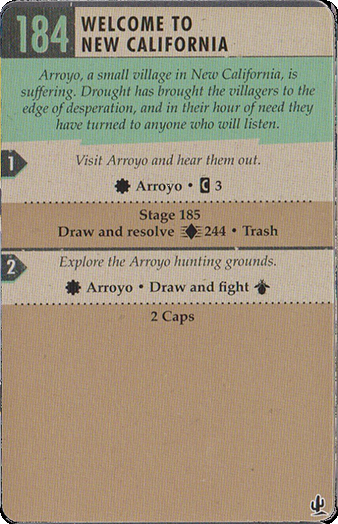 184
WELCOME TO
NEW CALIFORNIA
Arroyo, a small village in New California, is
suffering. Drought has brought the villagers to the
edge of desperation, and in their hour of need they
have turned to anyone who will listen.
1
Visit Arroyo and hear them out.
Arroyo • C 3
Stage 185
Draw and resolve 244 • Trash
2
Explore the Arroyo hunting grounds.
Arroyo • Draw and fight
2 Caps